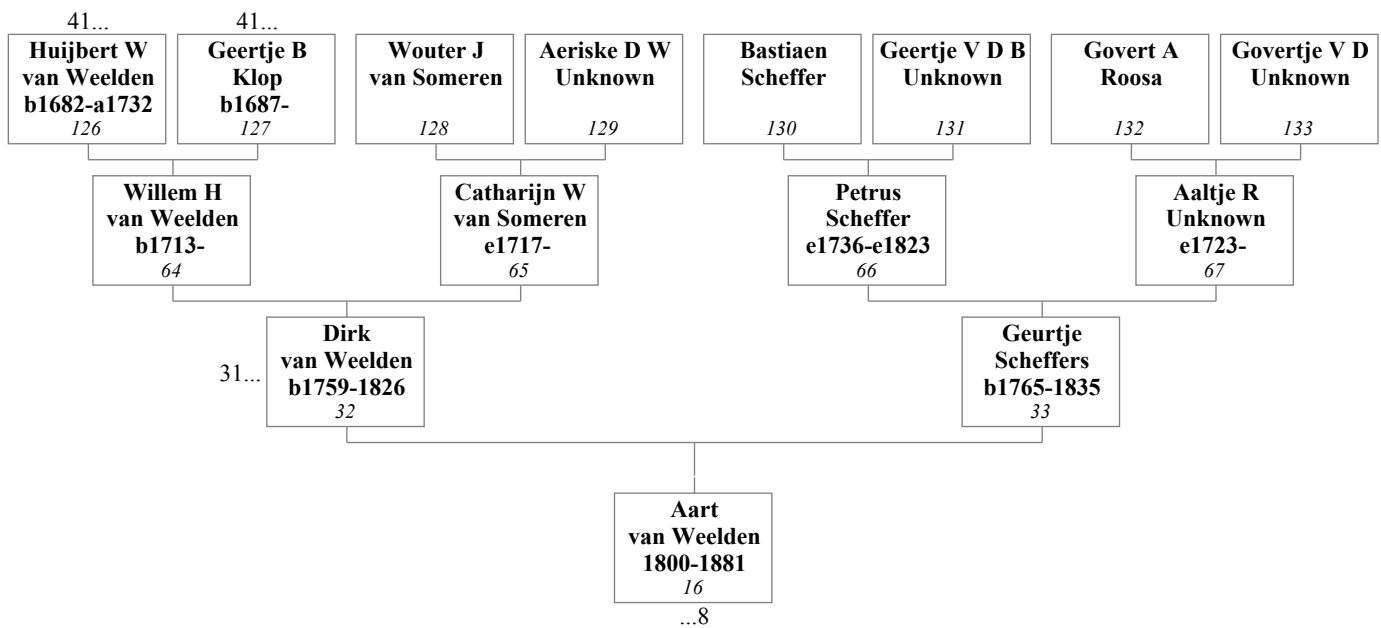 41...
41...
Huijbert W
van Weelden
b1682-a1732
126
Geertje B
Klop
b1687-
127
Wouter J
van Someren
128
Aeriske D W
Unknown
129
Bastiaen
Scheffer
130
Geertje V D B
Unknown
131
Govert A
Roosa
132
Govertje V D
Unknown
133
Willem H
van Weelden
b1713-
64
Catharijn W
van Someren
e1717-
65
Petrus
Scheffer
e1736-e1823
66
Aaltje R
Unknown
e1723-
67
31...
Dirk
van Weelden
b1759-1826
32
Geurtje
Scheffers
b1765-1835
33
Aart
van Weelden
1800-1881
16
...8